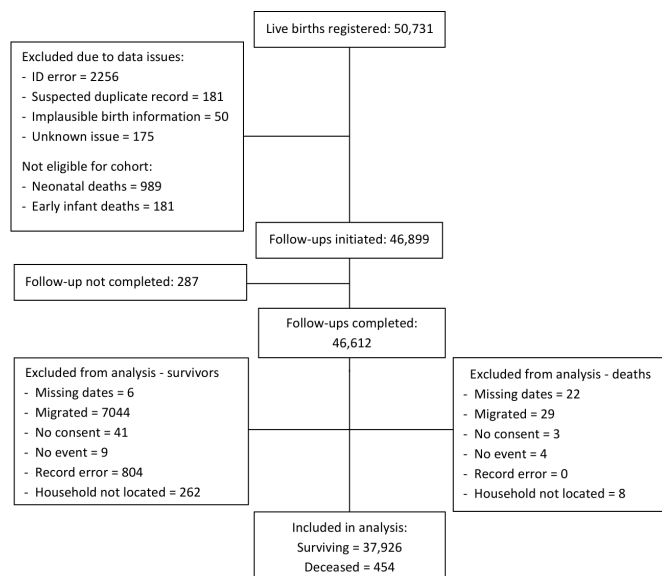 Live births registered: 50,731
Excluded due to data issues:
- ID error = 2256
- Suspected duplicate record = 181
- Implausible birth information = 50
- Unknown issue = 175
Not eligible for cohort:
- Neonatal deaths = 989
- Early infant deaths = 181
Follow-ups initiated: 46,899
Follow-up not completed: 287
Follow-ups completed:
46,612
Excluded from analysis - survivors
- Missing dates = 6
- Migrated = 7044
- No consent = 41
- No event = 9
- Record error = 804
- Household not located = 262
Excluded from analysis - deaths
- Missing dates = 22
- Migrated = 29
- No consent = 3
- No event = 4
- Record error = 0
- Household not located = 8
Included in analysis:
Surviving = 37,926
Deceased = 454